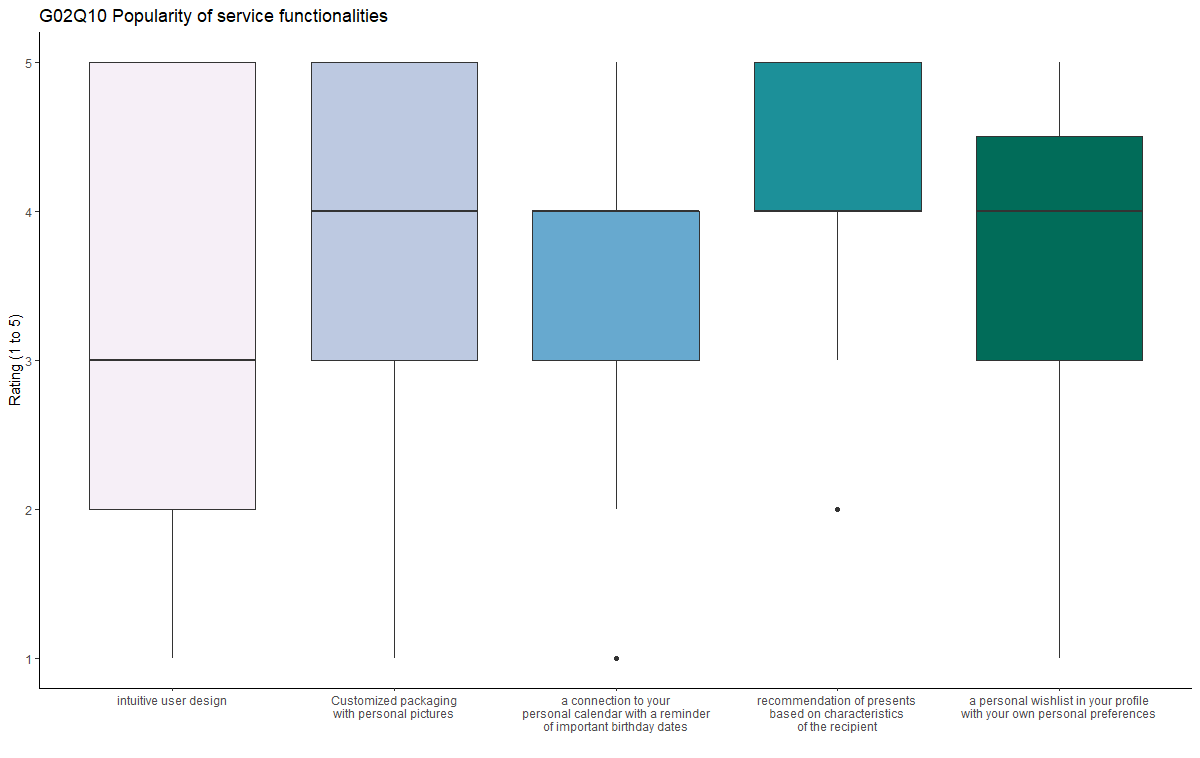 G02Q10 Popularity of service functionalities
Rating (1 to 5)
5
4
3
2
1
intuitive user design
Customized packaging
with personal pictures
a connection to your
personal calendar with a reminder
of important birthday dates
recommendation of presents
based on characteristics
of the recipient
a personal wishlist in your profile
with your own personal preferences